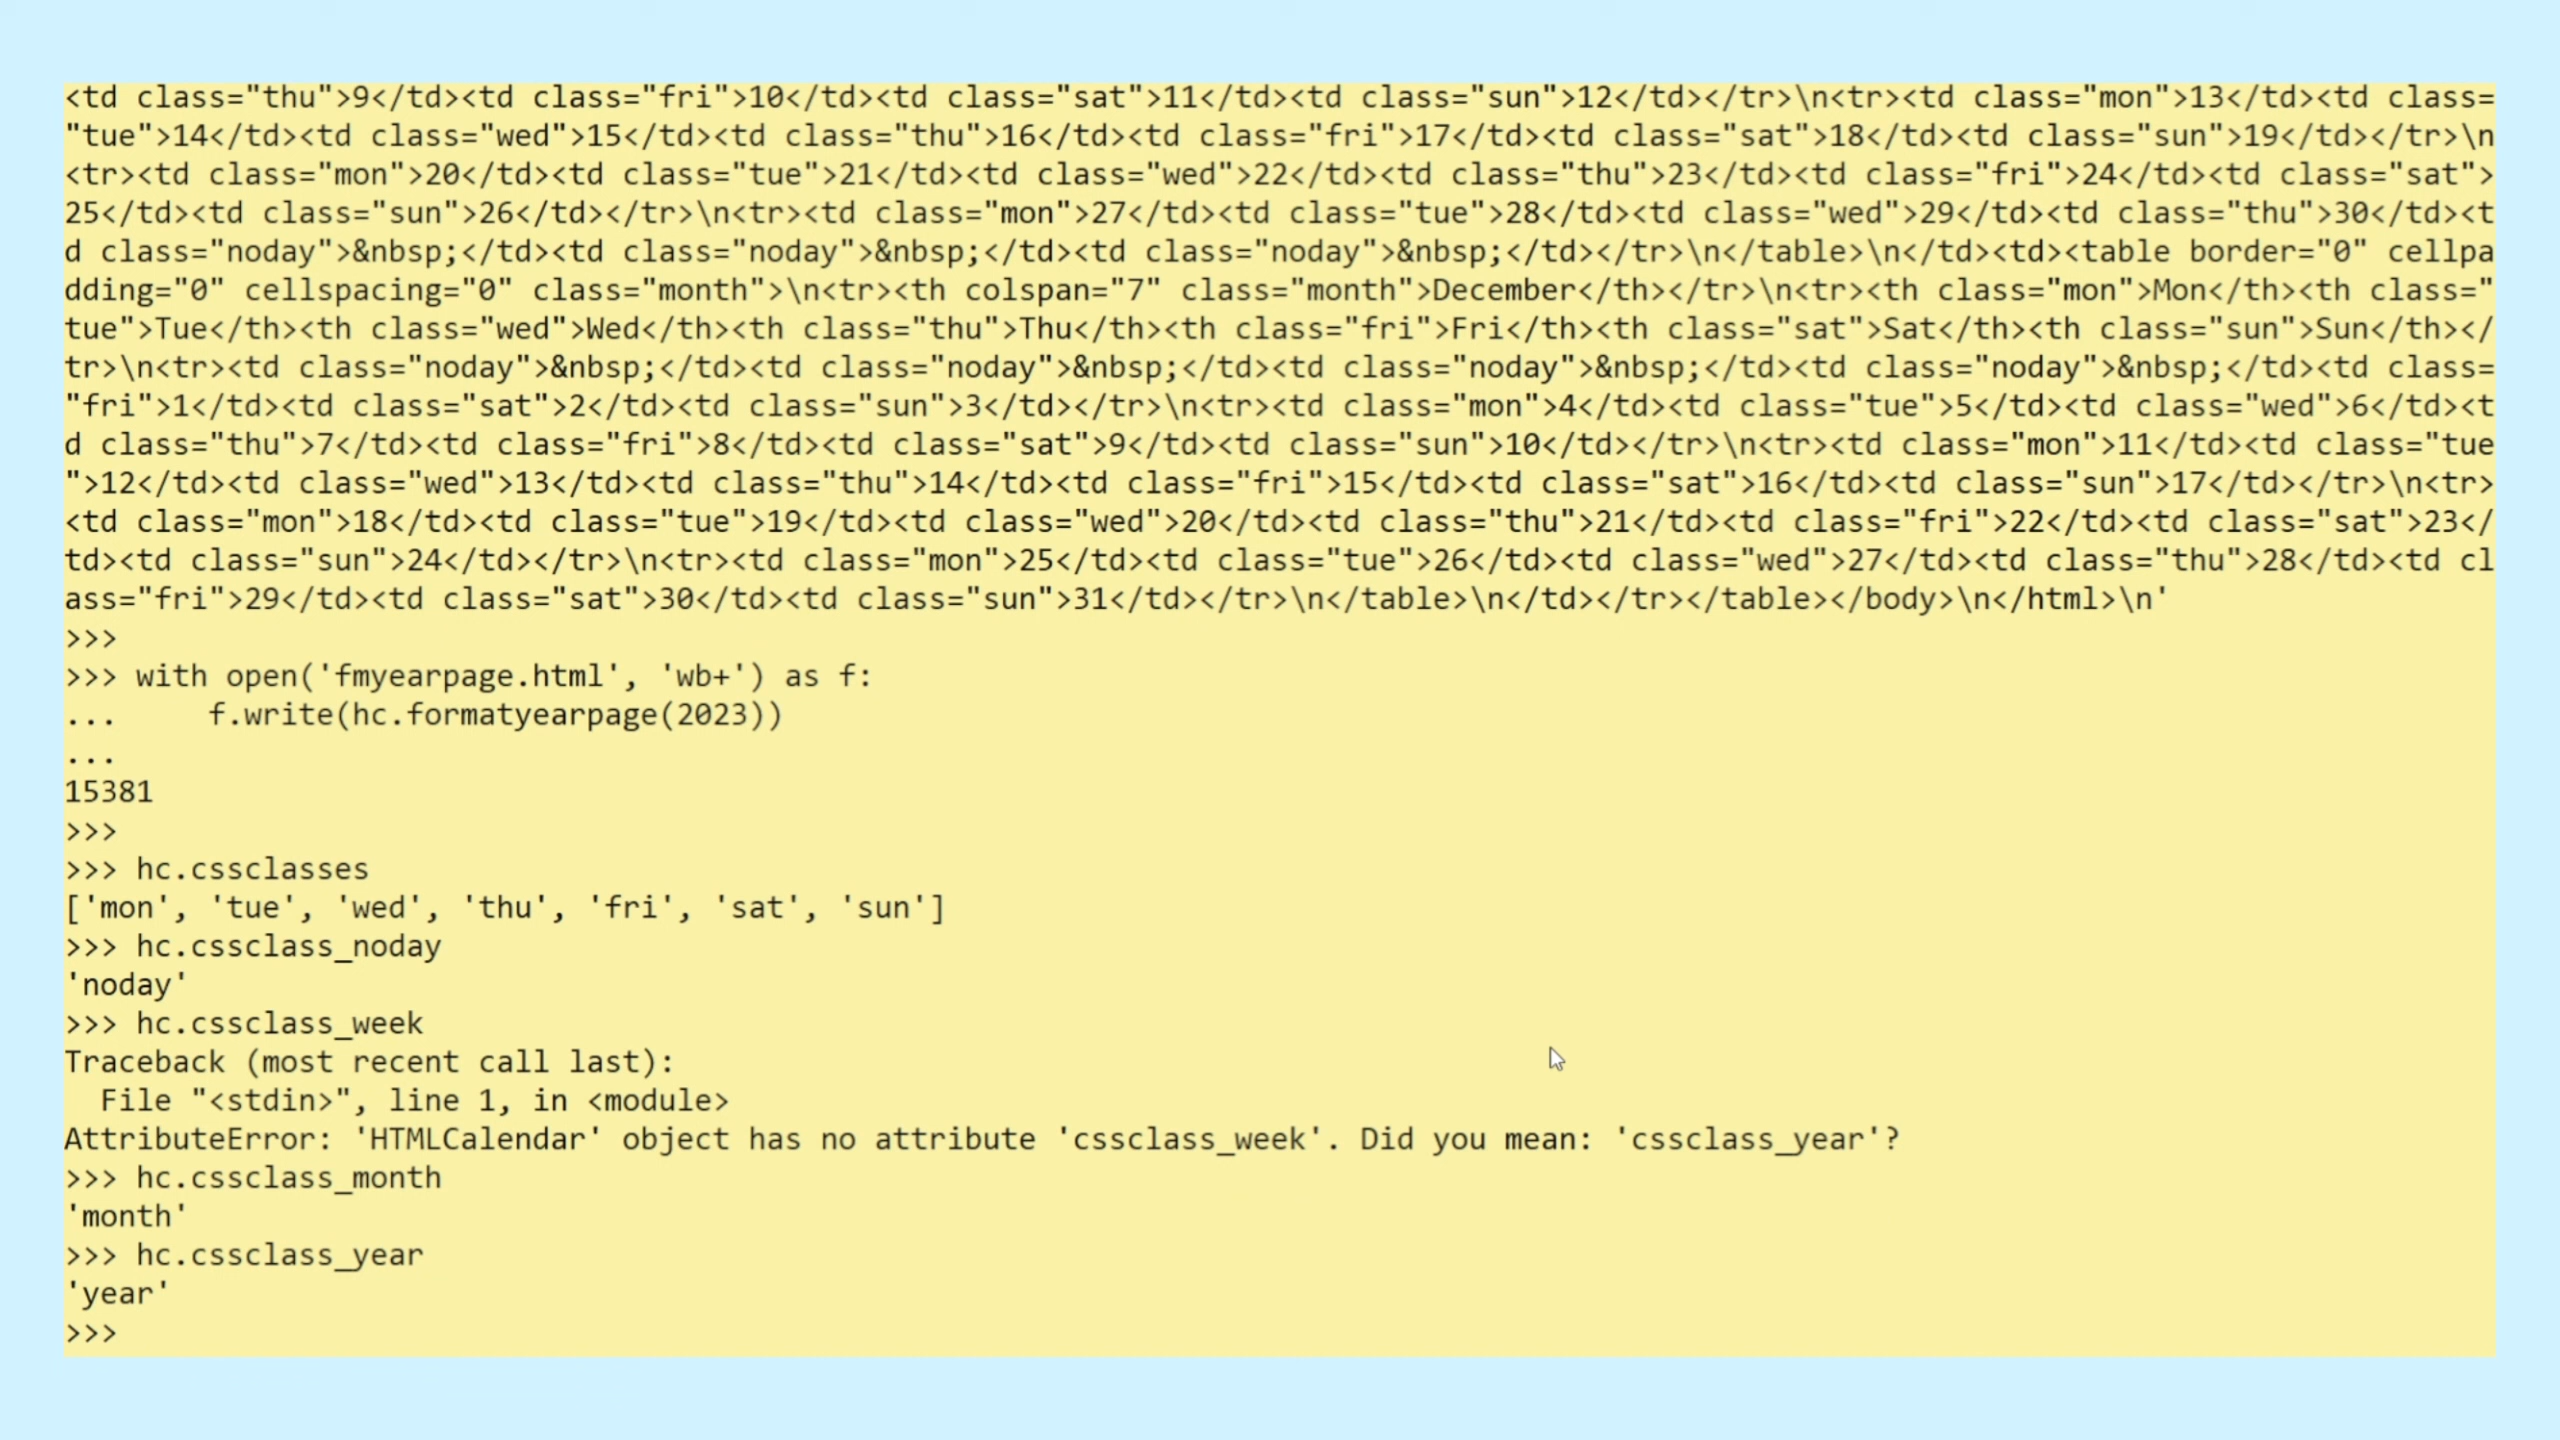 <td class="thu">9</td><td class="fri">10</td><td class="sat">11</td><td class="sun">12</td></tr>\n<tr><td class="mon">13</td><td class=
"tue">14</td><td class="wed">15</td><td class="thu">16</td><td class="fri">17</td><td class="sat">18</td><td class="sun">19</td></tr>\n
<tr><td class="mon">20</td><td class="tue">21</td><td class="wed">22</td><td class="thu">23</td><td class="fri">24</td><td class="sat">
25</td><td class="sun">26</td></tr>\n<tr><td class="mon">27</td><td class="tue">28</td><td class="wed">29</td><td class="thu">30</td><t
d class="noday">&nbsp;</td><td class="noday">&nbsp;</td><td class="noday">&nbsp;</td></tr>\n</table>\n</td><td><table border="0" cellpa
dding="0" cellspacing="0" class="month">\n<tr><th colspan="7" class="month">December</th></tr>\n<tr><th class="mon">Mon</th><th class="
tue">Tue</th><th class="wed">Wed</th><th class="thu">Thu</th><th class="fri">Fri</th><th class="sat">Sat</th><th class="sun">Sun</th></
tr>\n<tr><td class="noday">&nbsp;</td><td class="noday">&nbsp;</td><td class="noday">&nbsp;</td><td class="noday">&nbsp;</td><td class=
"fri">1</td><td class="sat">2</td><td class="sun">3</td></tr>\n<tr><td class="mon">4</td><td class="tue">5</td><td class="wed">6</td><t
d class="thu">7</td><td class="fri">8</td><td class="sat">9</td><td class="sun">10</td></tr>\n<tr><td class="mon">11</td><td class="tue
">12</td><td class="wed">13</td><td class="thu">14</td><td class="fri">15</td><td class="sat">16</td><td class="sun">17</td></tr>\n<tr>
<td class="mon">18</td><td class="tue">19</td><td class="wed">20</td><td class="thu">21</td><td class="fri">22</td><td class="sat">23</
td><td class="sun">24</td></tr>\n<tr><td class="mon">25</td><td class="tue">26</td><td class="wed">27</td><td class="thu">28</td><td cl
ass="fri">29</td><td class="sat">30</td><td class="sun">31</td></tr>\n</table>\n</td></tr></table></body>\n</html>\n'
>>>
>>> with open('fmyearpage.html', 'wb+') as f:
...     f.write(hc.formatyearpage(2023))
...
15381
>>>
>>> hc.cssclasses
['mon', 'tue', 'wed', 'thu', 'fri', 'sat', 'sun']
>>> hc.cssclass_noday
'noday'
>>> hc.cssclass_week
Traceback (most recent call last):
  File "<stdin>", line 1, in <module>
AttributeError: 'HTMLCalendar' object has no attribute 'cssclass_week'. Did you mean: 'cssclass_year'?
>>> hc.cssclass_month
'month'
>>> hc.cssclass_year
'year'
>>>